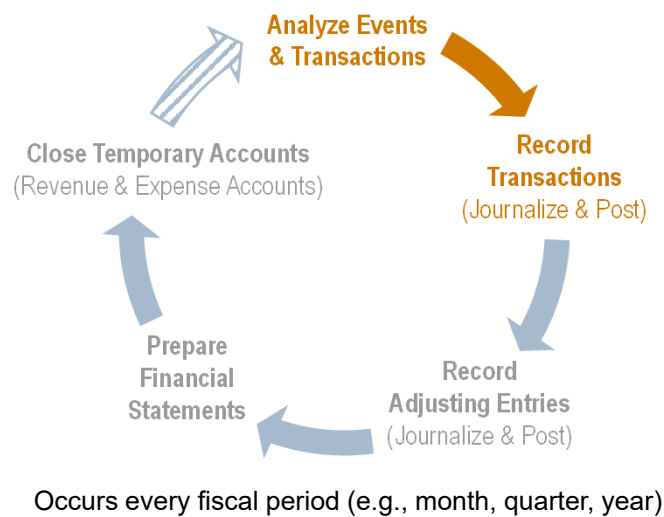 Analyze Events
& Transactions
Record
Transactions
(Journalize & Post)
Record
Adjusting Entries
(Journalize & Post)
Prepare
Financial
Statements
Close Temporary Accounts
(Revenue & Expense Accounts)
Occurs every fiscal period (e.g., month, quarter, year)